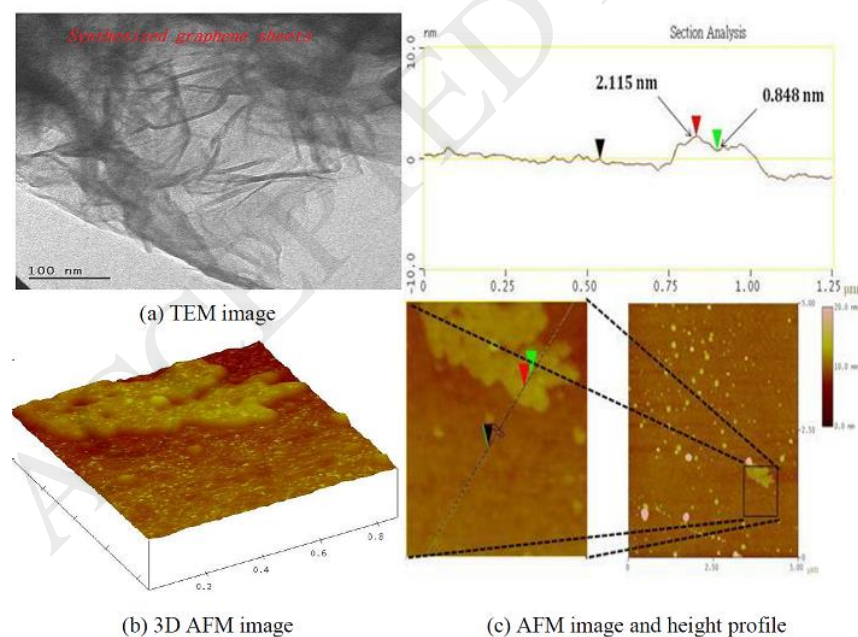 Synthesized graphene sheets
100 nm
(a) TEM image
nm
Section Analysis
10.0
2.115 nm
0.848 nm
0
-10.0
0
0.25
0.50
0.75
1.00
1.25
μm
ACCEPTED
0.2
0.4
0.6
0.8
(b) 3D AFM image
5.00
2.50
0
0
2.50
5.00
μm
20.0 nm
10.0 nm
0.0 nm
(c) AFM image and height profile